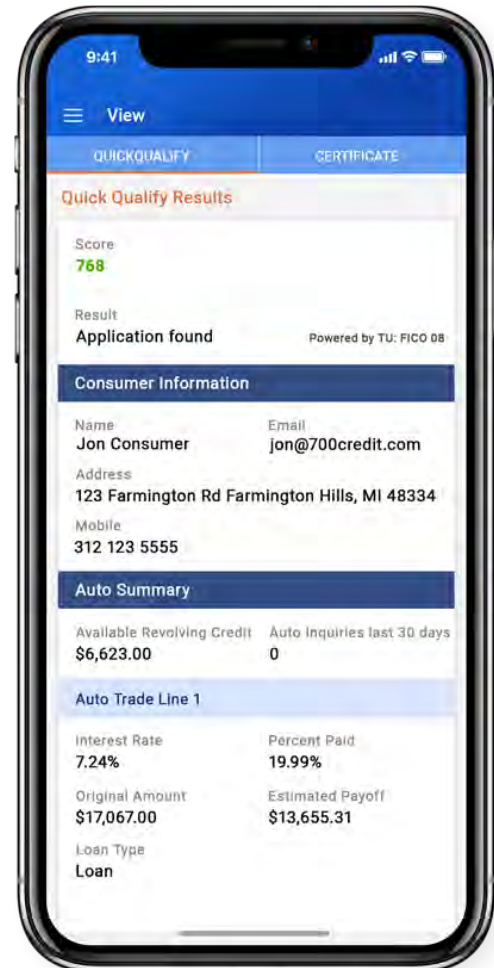 9:41
View
QUICKQUALIFY CERTIFICATE
Quick Qualify Results
Score
768
Result
Application found Powered by TU: FICO 08
Consumer Information
Name Email
Jon Consumer jon@700credit.com
Address
123 Farmington Rd Farmington Hills, MI 48334
Mobile
312 123 5555
Auto Summary
Available Revolving Credit Auto Inquiries last 30 days
$6,623.00 0
Auto Trade Line 1
Interest Rate Percent Paid
7.24% 19.99%
Original Amount Estimated Payoff
$17,067.00 $13,655.31
Loan Type
Loan